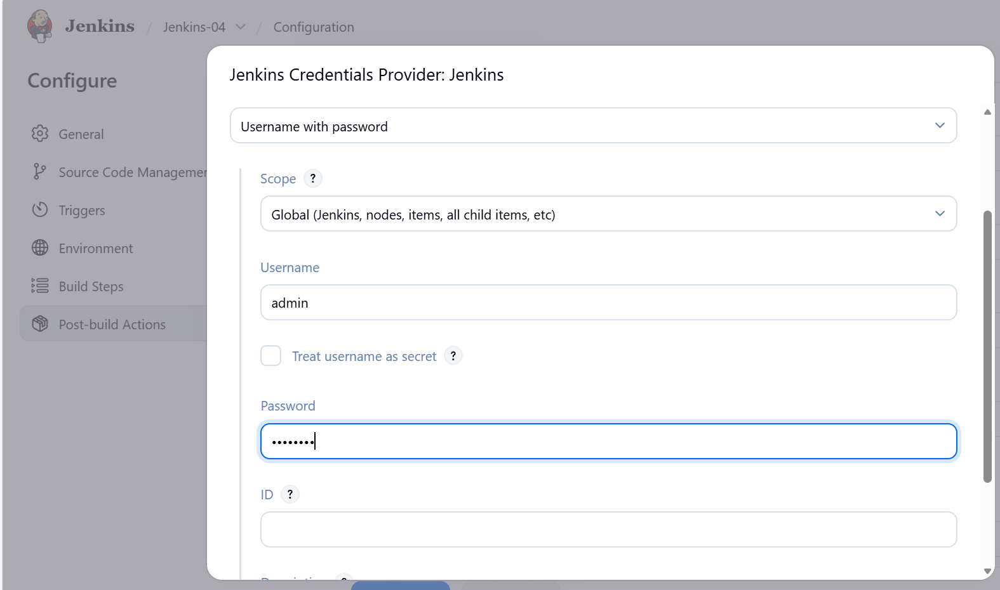 Jenkins / Jenkins-04 / Configuration
Configure
General
Source Code Managemen
Triggers
Environment
Build Steps
Post-build Actions
Jenkins Credentials Provider: Jenkins
Username with password
Scope ?
Global (Jenkins, nodes, items, all child items, etc)
Username
admin
Treat username as secret ?
Password
••••••••
ID ?